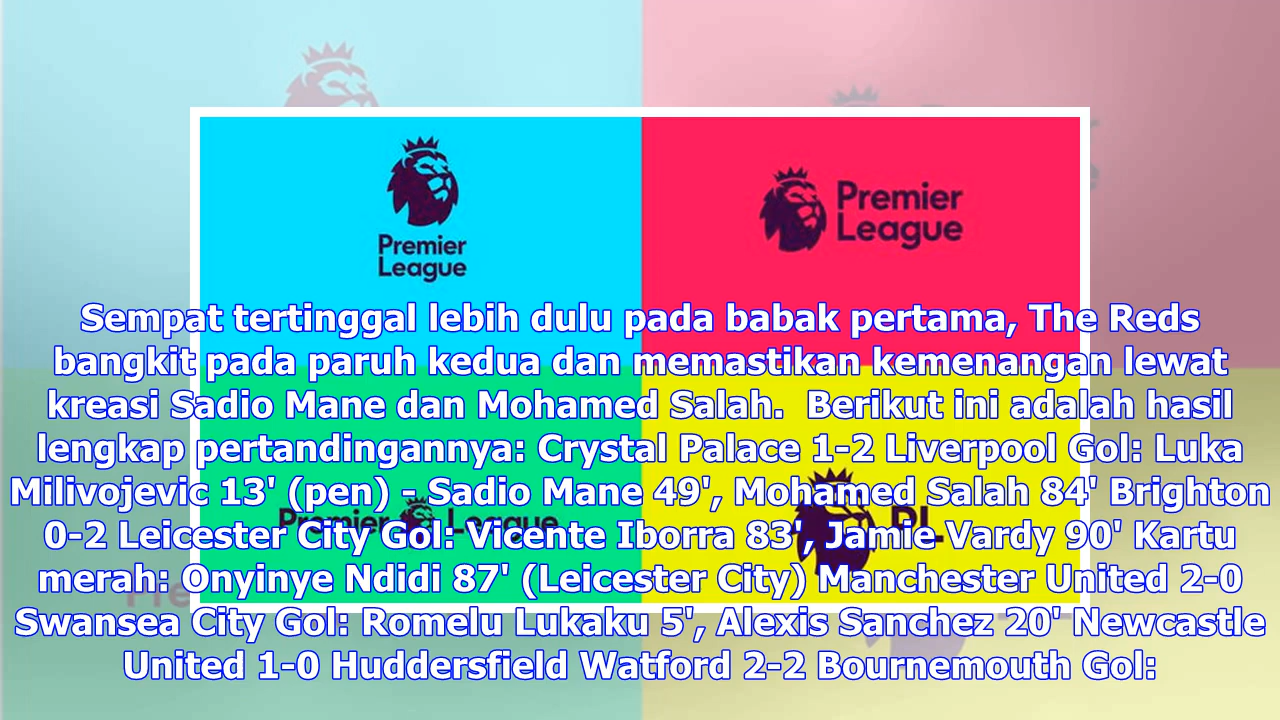 Premier
League
Premier
League
Sempat tertinggal lebih dulu pada babak pertama, The Reds
bangkit pada paruh kedua dan memastikan kemenangan lewat
kreasi Sadio Mane dan Mohamed Salah.  Berikut ini adalah hasil
lengkap pertandingannya: Crystal Palace 1-2 Liverpool Gol: Luka
Milivojevic 13' (pen) – Sadio Mane 49', Mohamed Salah 84' Brighton
Premier League
PL
0-2 Leicester City Gol: Vicente Iborra 83', Jamie Vardy 90' Kartu
merah: Onyinye Ndidi 87' (Leicester City) Manchester United 2-0
Swansea City Gol: Romelu Lukaku 5', Alexis Sanchez 20' Newcastle
United 1-0 Huddersfield Watford 2-2 Bournemouth Gol: